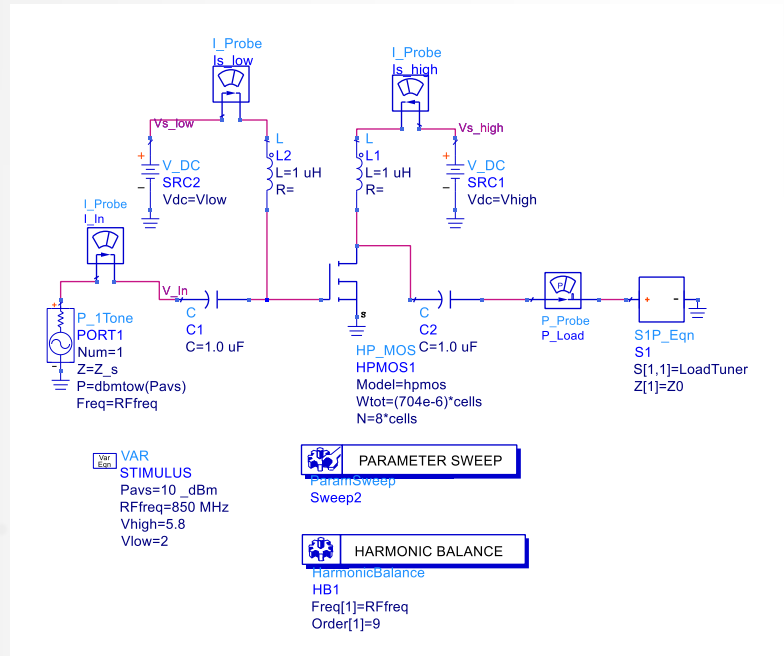 I_Probe
Is_low
I_Probe
Is_high
Vs_low
Vs_high
L
L2
L=1 uH
R=
L
L1
L=1 uH
R=
+
V_DC
SRC2
Vdc=Vlow
-
+
V_DC
SRC1
Vdc=Vhigh
-
I_Probe
I_In
V_In
+
P_1Tone
PORT1
Num=1
Z=Z_s
P=dbmtow(Pavs)
Freq=RFfreq
-
C
C1
C=1.0 uF
s
C
C2
C=1.0 uF
HP_MOS
HPMOS1
Model=hpmos
Wtot=(704e-6)*cells
N=8*cells
P
P_Probe
P_Load
+ -
S1P_Eqn
S1
S[1,1]=LoadTuner
Z[1]=Z0
Var
Eqn
VAR
STIMULUS
Pavs=10 _dBm
RFfreq=850 MHz
Vhigh=5.8
Vlow=2
PARAMETER SWEEP
ParamSweep
Sweep2
HARMONIC BALANCE
HarmonicBalance
HB1
Freq[1]=RFfreq
Order[1]=9